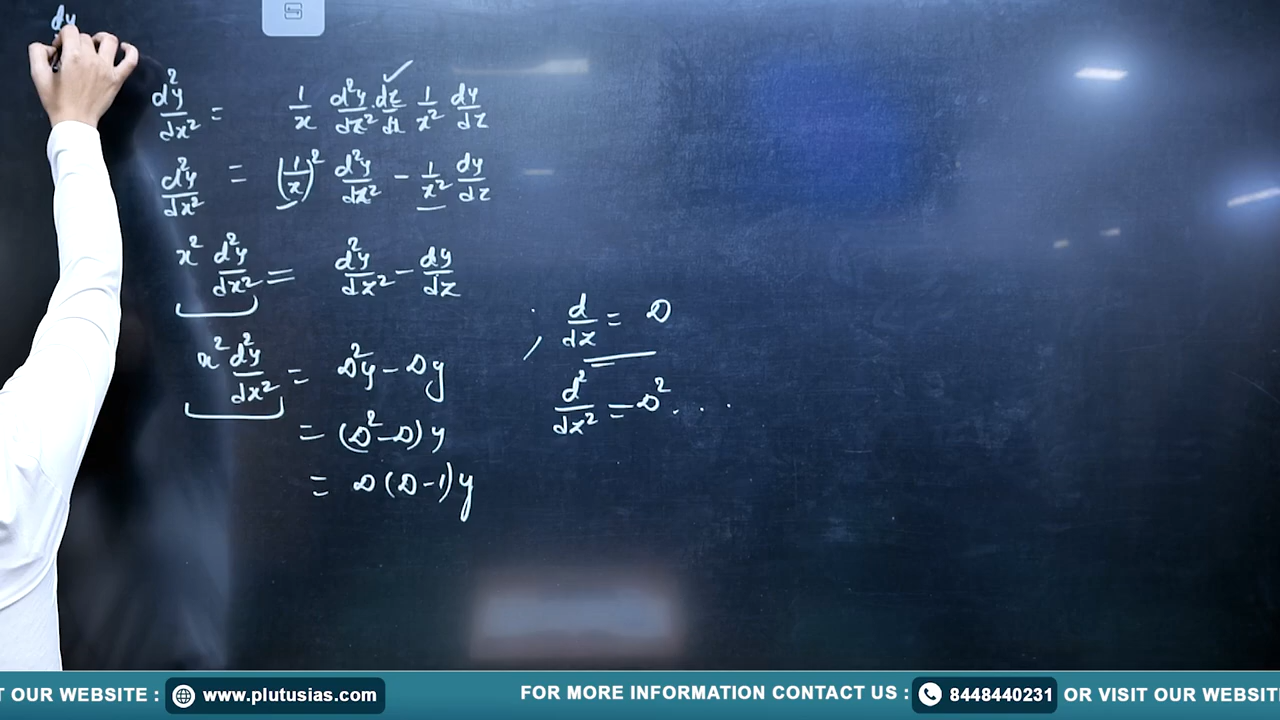 dy
d²y/dx² = 1/x d²y/dz² · dz/dx 1/x² dy/dz
d²y/dx² = (1/x)² d²y/dz² - 1/x² dy/dz
x² d²y/dx² = d²y/dz² - dy/dz
; d/dz = D
x² d²y/dx² = D²y - Dy
d²/dz² = D² . . .
= (D² - D) y
= D (D - 1) y
T OUR WEBSITE : www.plutusias.com FOR MORE INFORMATION CONTACT US : 8448440231 OR VISIT OUR WEBSITE